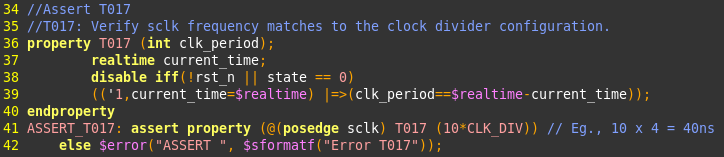 34 //Assert T017
35 //T017: Verify sclk frequency matches to the clock divider configuration.
36 property T017 (int clk_period);
37         realtime current_time;
38         disable iff(!rst_n || state == 0)
39         (('1,current_time=$realtime) |=>(clk_period==$realtime-current_time));
40 endproperty
41 ASSERT_T017: assert property (@(posedge sclk) T017 (10*CLK_DIV)) // Eg., 10 x 4 = 40ns
42     else $error("ASSERT ", $sformatf("Error T017"));